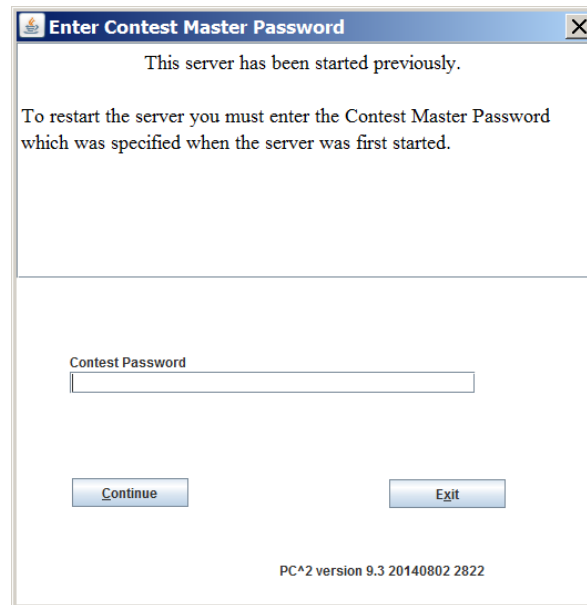 Enter Contest Master Password
This server has been started previously.
To restart the server you must enter the Contest Master Password
which was specified when the server was first started.
Contest Password
Continue
Exit
PC^2 version 9.3 20140802 2822